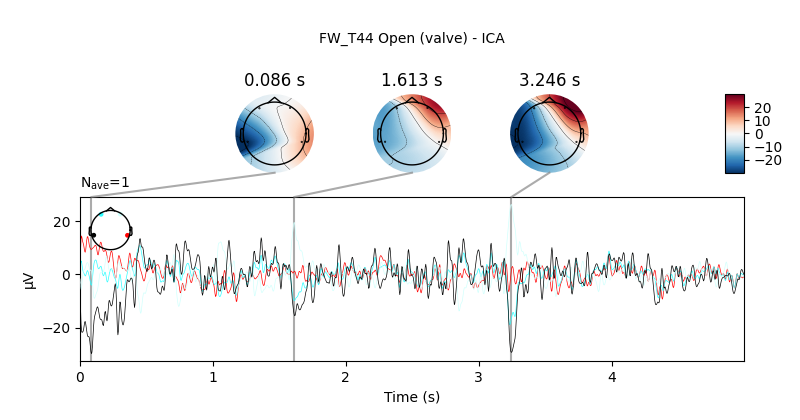 FW_T44 Open (valve) - ICA
0.086 s
1.613 s
3.246 s
20
10
0
−10
−20
Nave=1
20
0
−20
µV
0
1
2
3
4
Time (s)